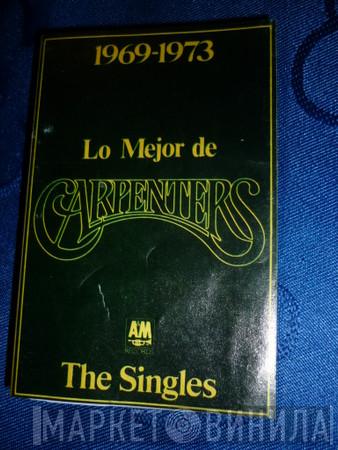 1969-1973
Lo Mejor de
CARPENTERS
A&M
RECORDS
The Singles
МАРКЕТ ВИНИЛА